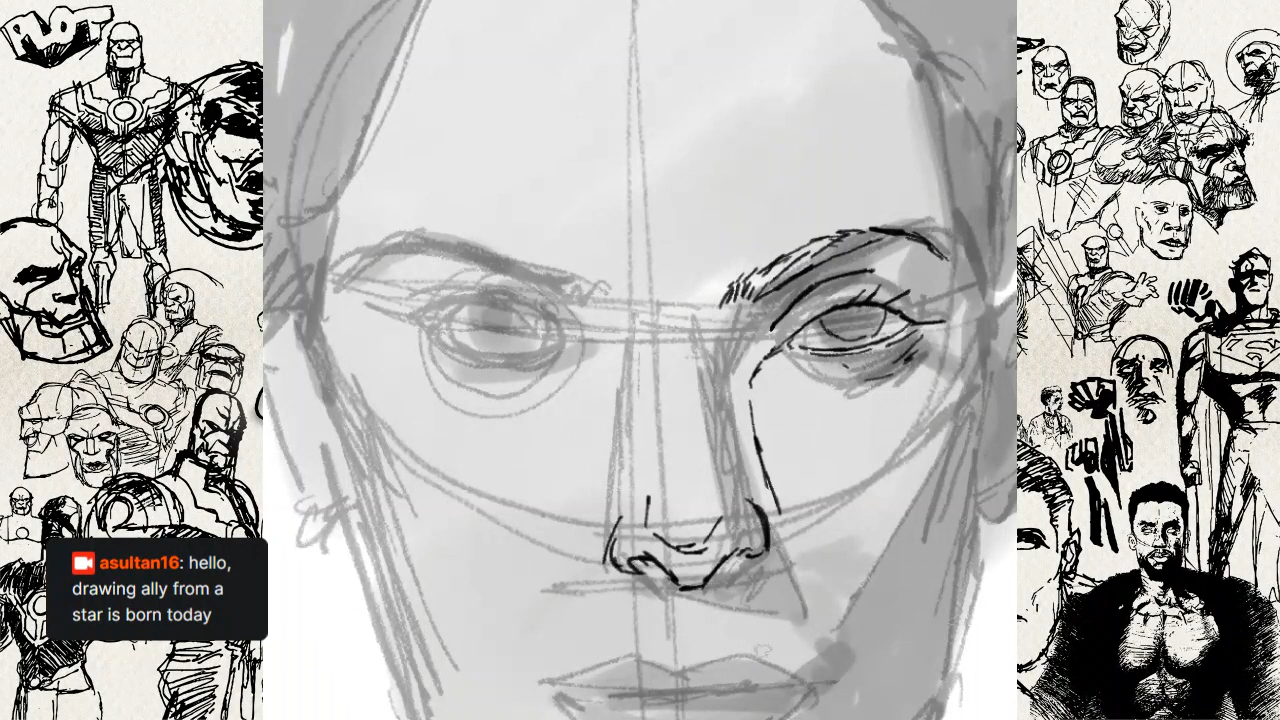 PLOT
asultan16: hello,
drawing ally from a
star is born today